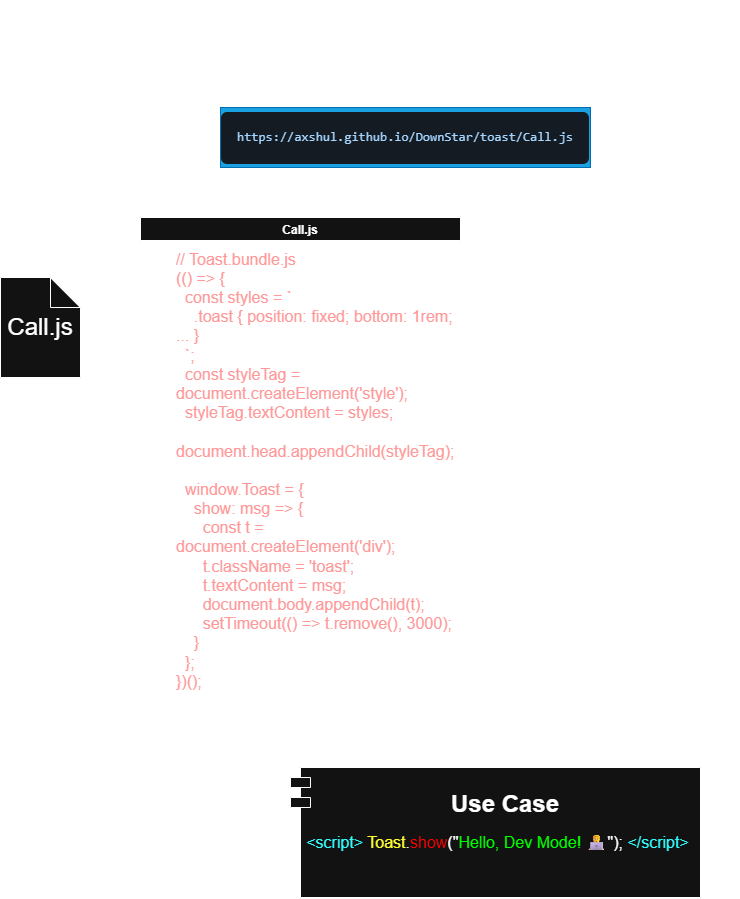 https://axshul.github.io/DownStar/toast/Call.js
Call.js
Call.js
// Toast.bundle.js
(() => {
  const styles = `
    .toast { position: fixed; bottom: 1rem;
... }
  `;
  const styleTag =
document.createElement('style');
  styleTag.textContent = styles;

document.head.appendChild(styleTag);

  window.Toast = {
    show: msg => {
      const t =
document.createElement('div');
      t.className = 'toast';
      t.textContent = msg;
      document.body.appendChild(t);
      setTimeout(() => t.remove(), 3000);
    }
  };
})();
Use Case
<script> Toast.show("Hello, Dev Mode! 🧑‍💻"); </script>